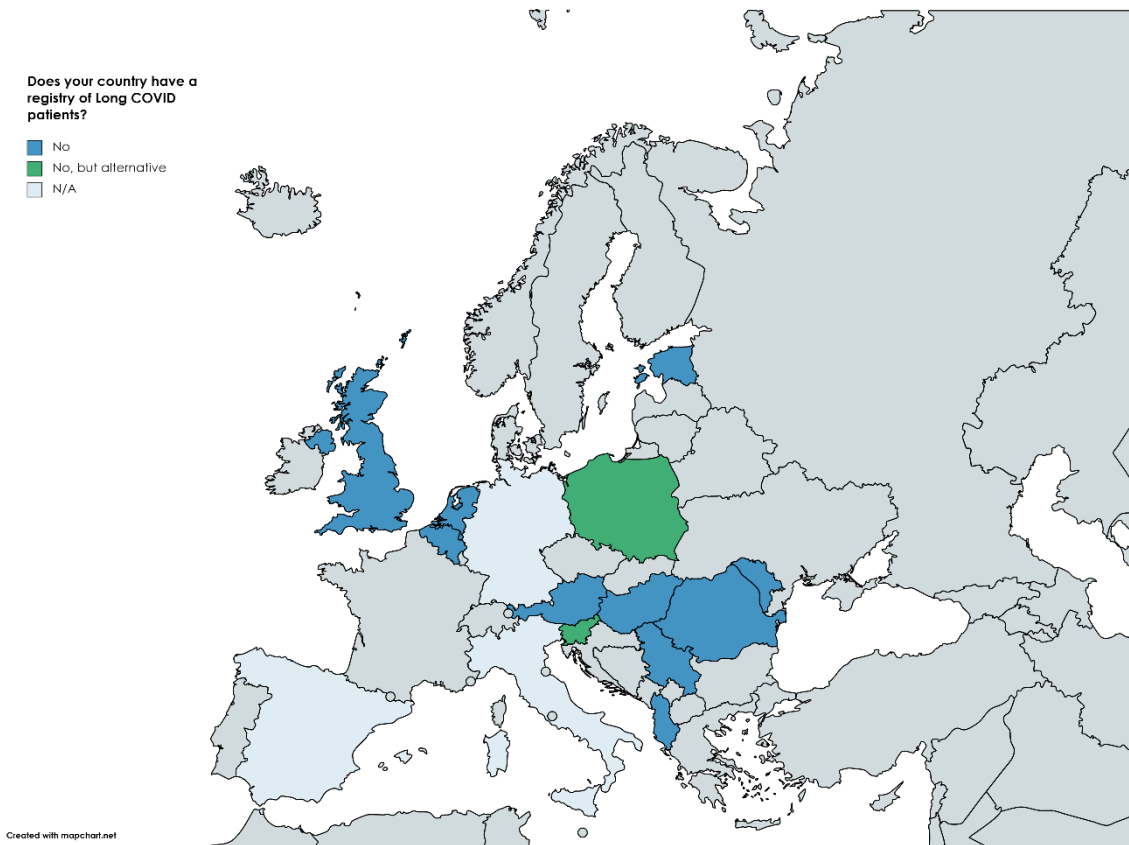 Does your country have a
registry of Long COVID
patients?
No
No, but alternative
N/A
Created with mapchart.net